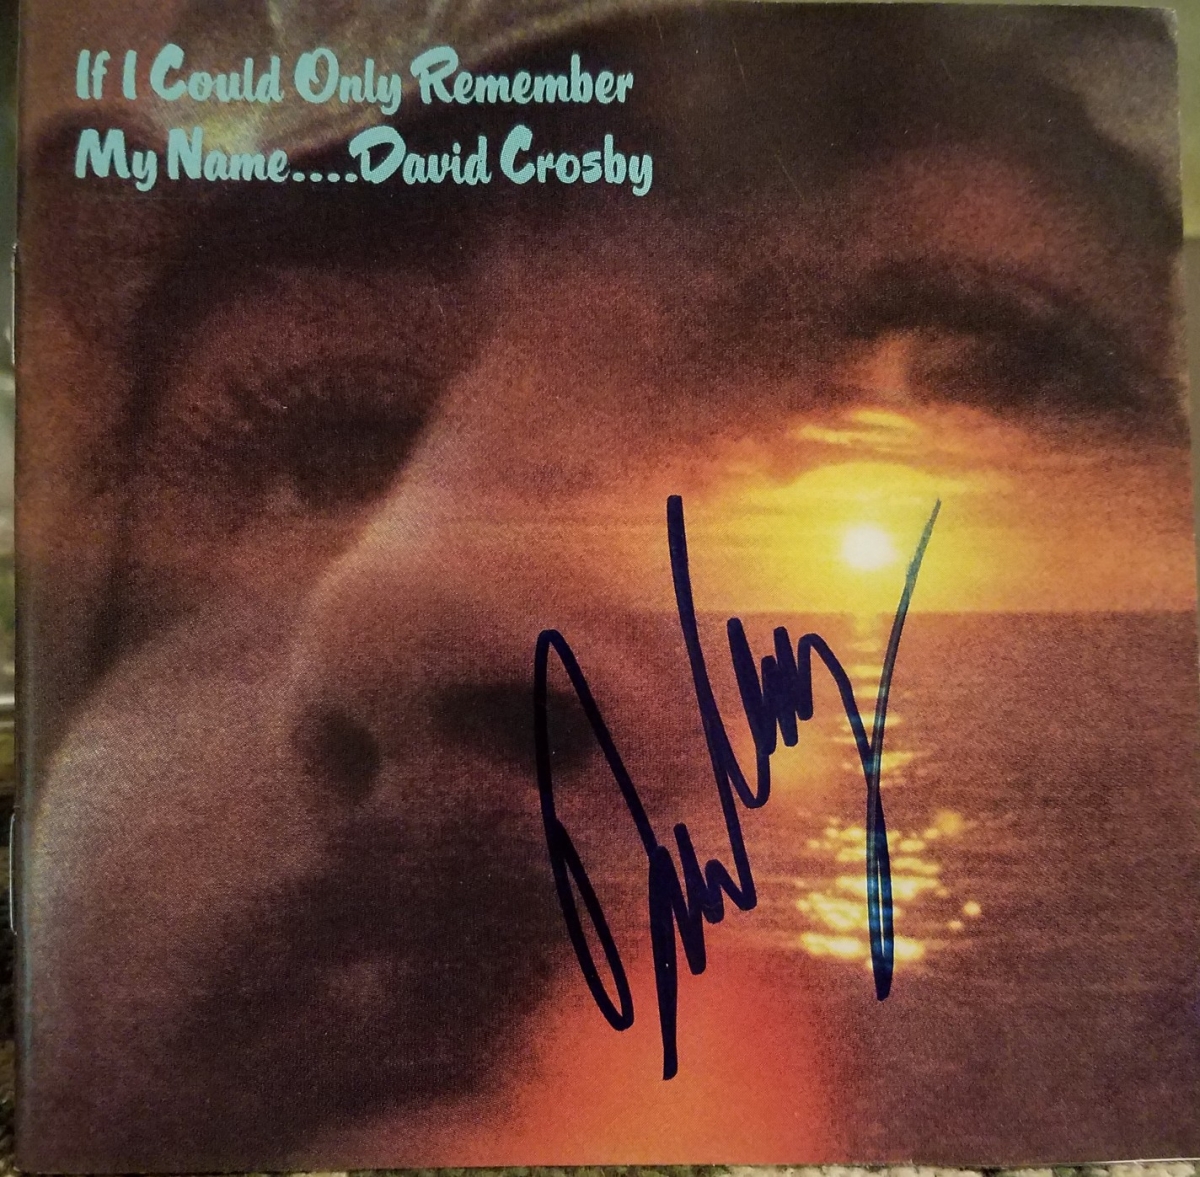 If I Could Only Remember
My Name....David Crosby